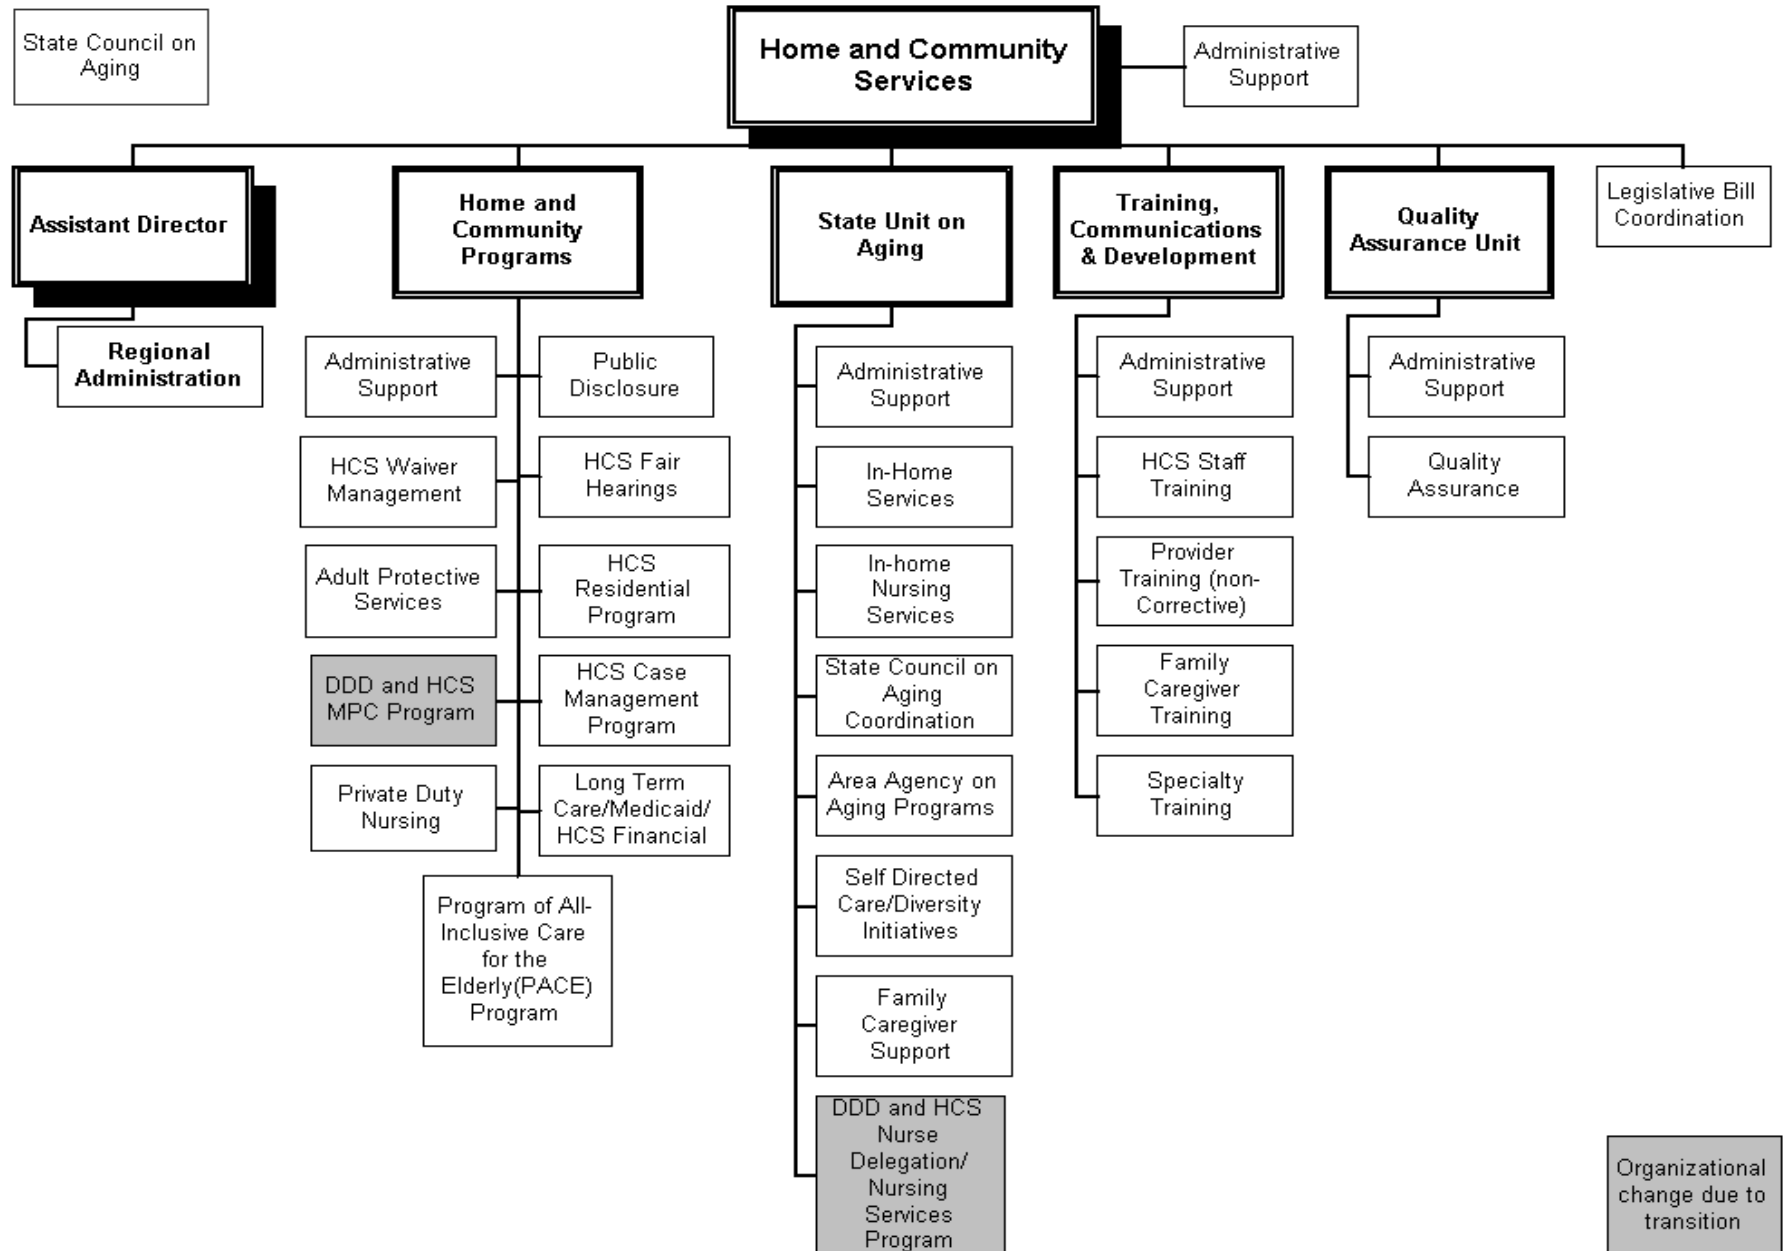 State Council on
Aging
Home and Community
Services
Administrative
Support
Assistant Director
Home and
Community
Programs
State Unit on
Aging
Training,
Communications
& Development
Quality
Assurance Unit
Legislative Bill
Coordination
Regional
Administration
Administrative
Support
Public
Disclosure
HCS Waiver
Management
HCS Fair
Hearings
Adult Protective
Services
HCS
Residential
Program
DDD and HCS
MPC Program
HCS Case
Management
Program
Private Duty
Nursing
Long Term
Care/Medicaid/
HCS Financial
Program of All-
Inclusive Care
for the
Elderly(PACE)
Program
Administrative
Support
In-Home
Services
In-home
Nursing
Services
State Council on
Aging
Coordination
Area Agency on
Aging Programs
Self Directed
Care/Diversity
Initiatives
Family
Caregiver
Support
DDD and HCS
Nurse
Delegation/
Nursing
Services
Program
Administrative
Support
HCS Staff
Training
Provider
Training (non-
Corrective)
Family
Caregiver
Training
Specialty
Training
Administrative
Support
Quality
Assurance
Organizational
change due to
transition